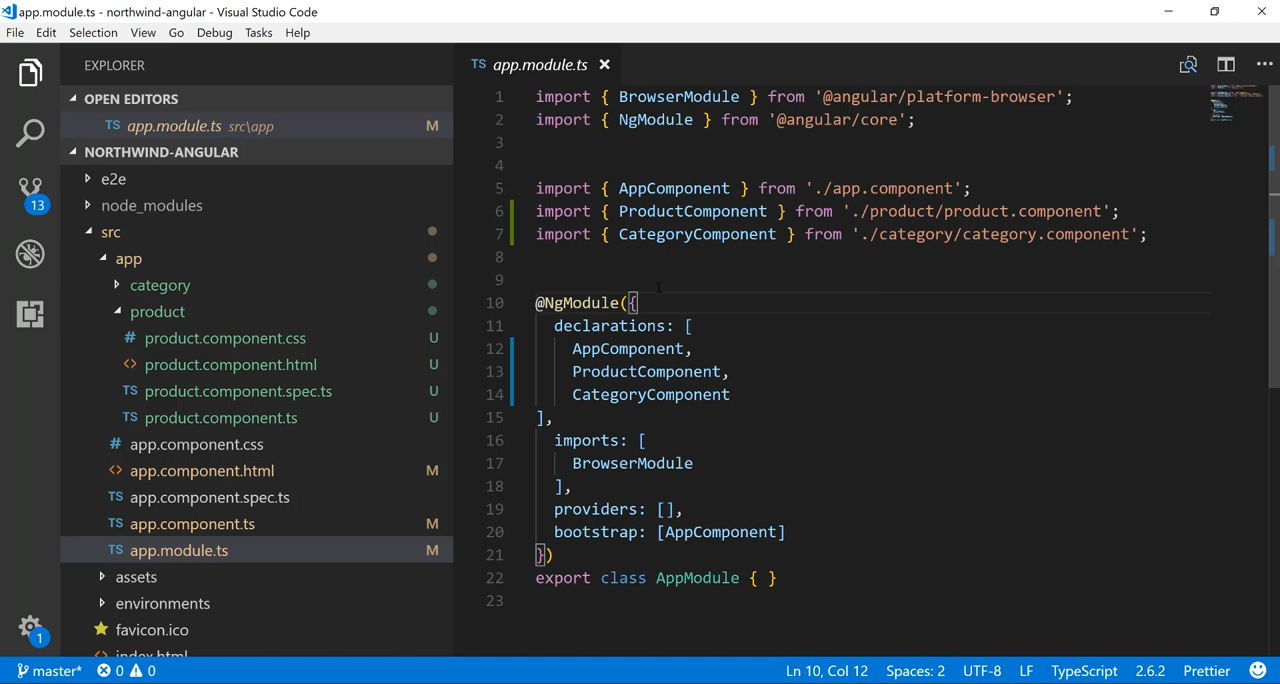 app.module.ts - northwind-angular - Visual Studio Code
File Edit Selection View Go Debug Tasks Help
EXPLORER
OPEN EDITORS
TS app.module.ts src\app M
NORTHWIND-ANGULAR
e2e
node_modules
src
app
category
product
# product.component.css U
<> product.component.html U
TS product.component.spec.ts U
TS product.component.ts U
# app.component.css
<> app.component.html M
TS app.component.spec.ts
TS app.component.ts M
TS app.module.ts M
assets
environments
favicon.ico
index.html
13
1
TS app.module.ts
1 import { BrowserModule } from '@angular/platform-browser';
2 import { NgModule } from '@angular/core';
3
4
5 import { AppComponent } from './app.component';
6 import { ProductComponent } from './product/product.component';
7 import { CategoryComponent } from './category/category.component';
8
9
10 @NgModule({
11 declarations: [
12 AppComponent,
13 ProductComponent,
14 CategoryComponent
15 ],
16 imports: [
17 BrowserModule
18 ],
19 providers: [],
20 bootstrap: [AppComponent]
21 })
22 export class AppModule { }
23
master* 0 0 Ln 10, Col 12 Spaces: 2 UTF-8 LF TypeScript 2.6.2 Prettier